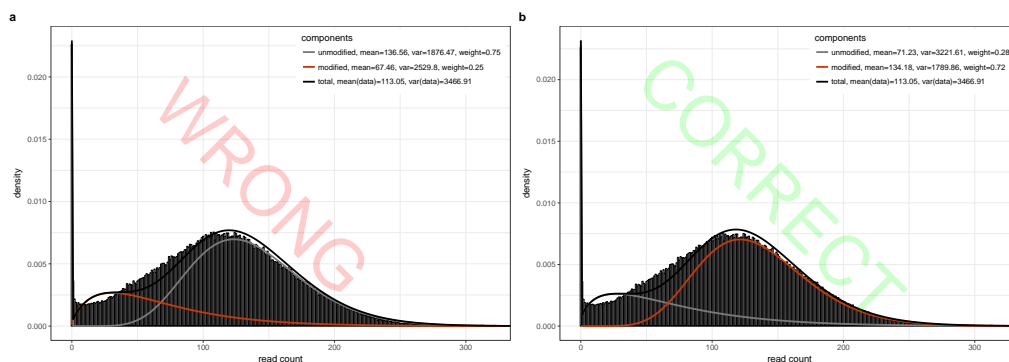 a
components
unmodified, mean=136.56, var=1876.47, weight=0.75
modified, mean=67.46, var=2529.8, weight=0.25
total, mean(data)=113.05, var(data)=3466.91
WRONG
density
0.020
0.015
0.010
0.005
0.000
0
100
200
300
read count
b
components
unmodified, mean=71.23, var=3221.61, weight=0.28
modified, mean=134.18, var=1789.86, weight=0.72
total, mean(data)=113.05, var(data)=3466.91
CORRECT
density
0.020
0.015
0.010
0.005
0.000
0
100
200
300
read count